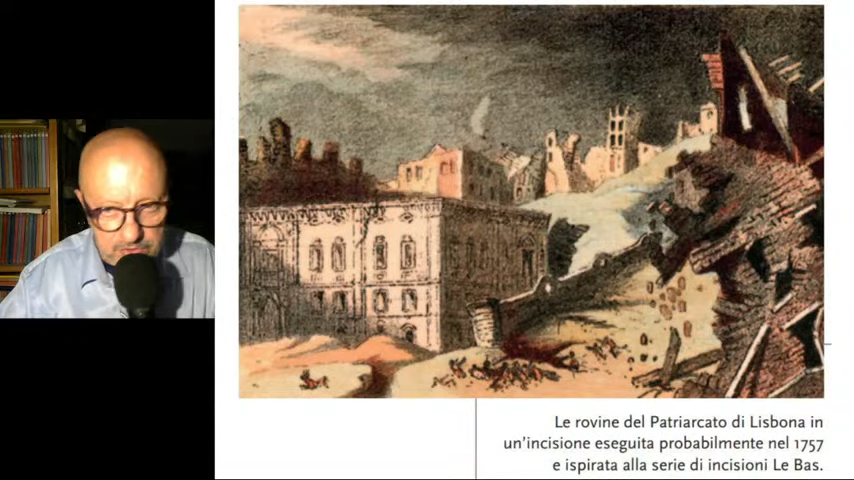 Le rovine del Patriarcato di Lisbona in
un'incisione eseguita probabilmente nel 1757
e ispirata alla serie di incisioni Le Bas.